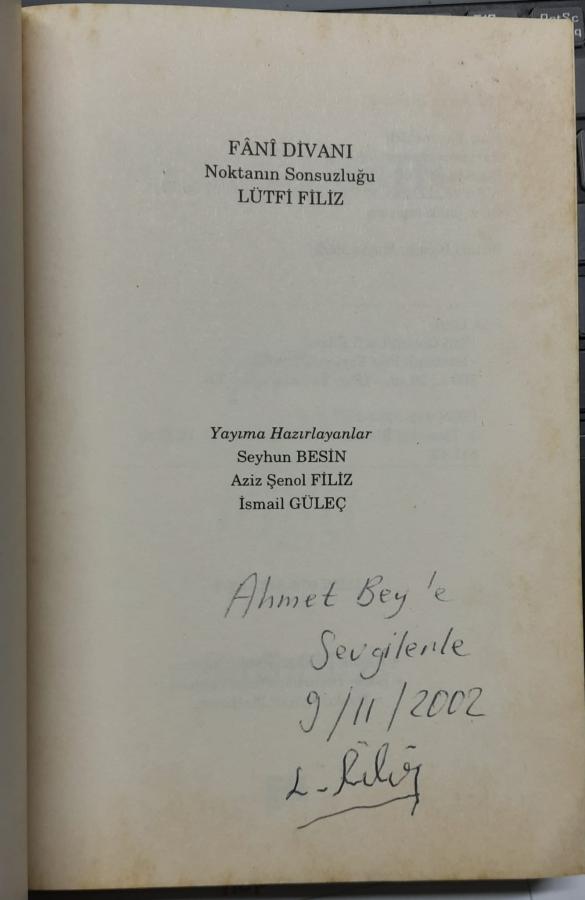 FÂNÎ DİVANI
Noktanın Sonsuzluğu
LÜTFİ FİLİZ
Yayıma Hazırlayanlar
Seyhun BESİN
Aziz Şenol FİLİZ
İsmail GÜLEÇ
Ahmet Bey'e
Sevgilerle
9/11/2002
L. Filiz